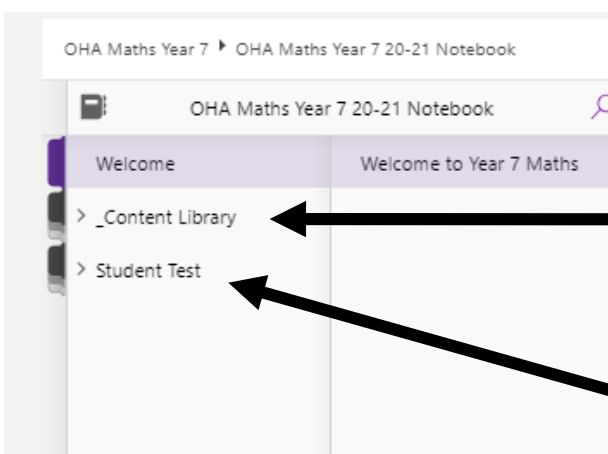 OHA Maths Year 7 OHA Maths Year 7 20-21 Notebook
OHA Maths Year 7 20-21 Notebook
Welcome
Welcome to Year 7 Maths
_Content Library
Student Test